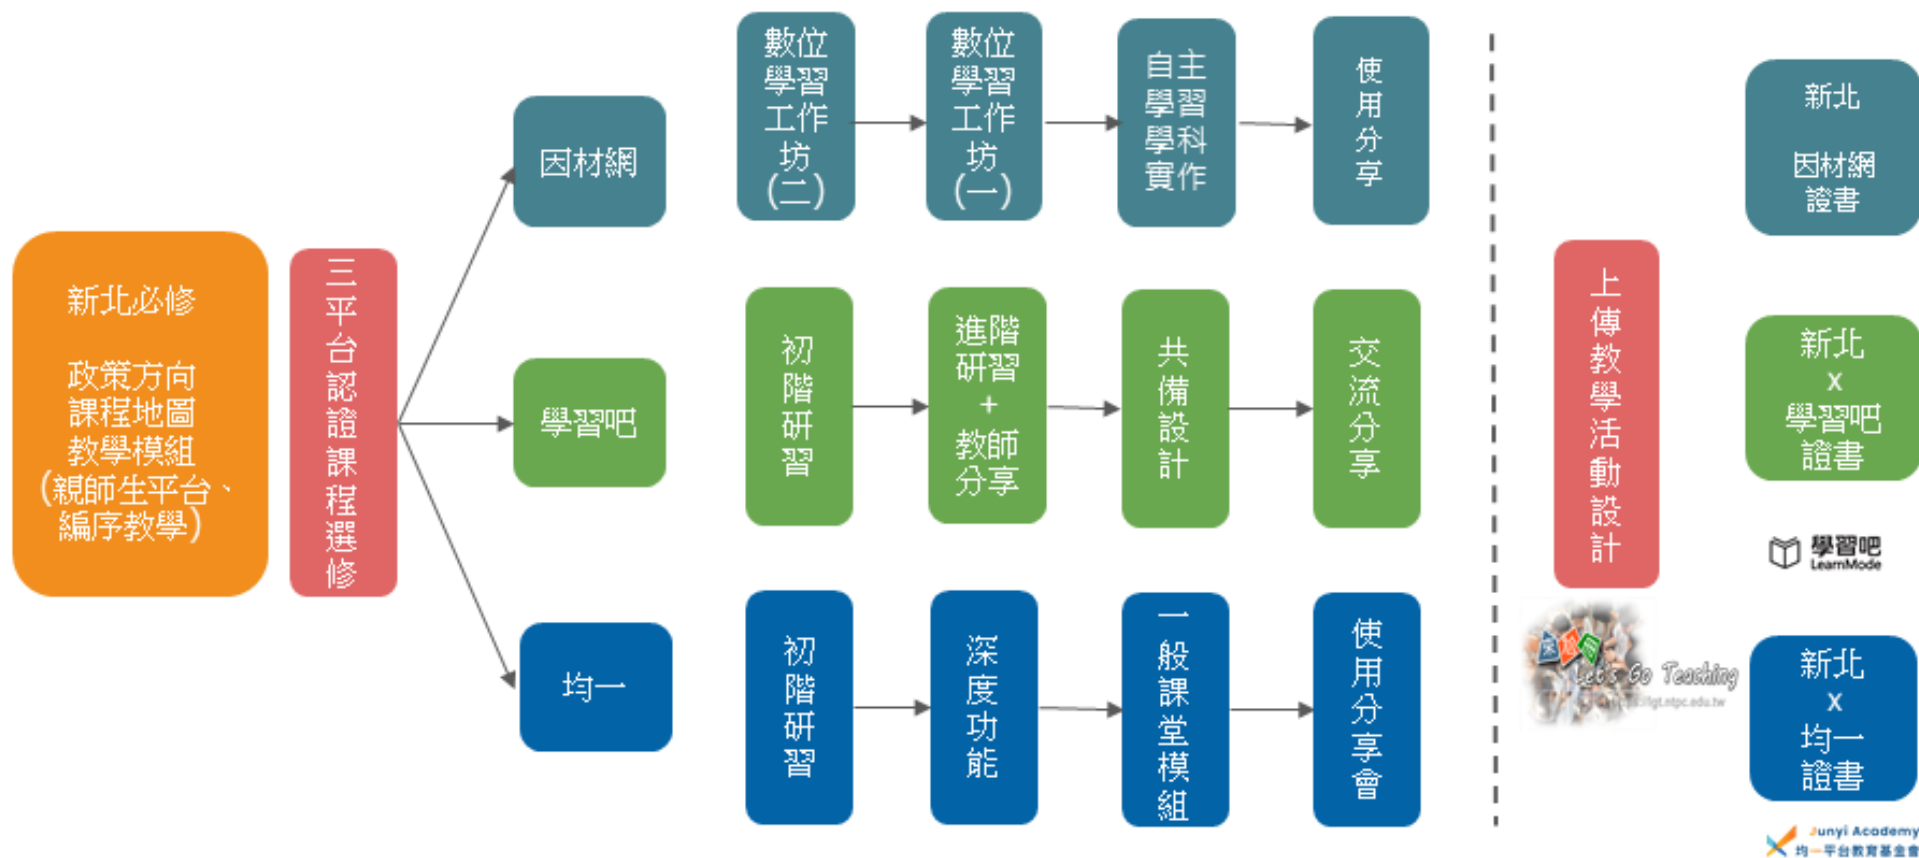 新北必修
政策方向
課程地圖
教學模組
(親師生平台、
編序教學)
三平台認證課程選修
因材網
數位
學習
工作
坊
(二)
數位
學習
工作
坊
(一)
自主
學習
學科
實作
使用分享
學習吧
初階研習
進階
研習
+
教師
分享
共備設計
交流分享
均一
初階研習
深度功能
一般課堂模組
使用分享會
上傳教學活動設計
Let's Go Teaching
lgt.ntpc.edu.tw
新北
因材網
證書
新北
x
學習吧
證書
學習吧
LearnMode
新北
x
均一
證書
Junyi Academy
均一平台教育基金會